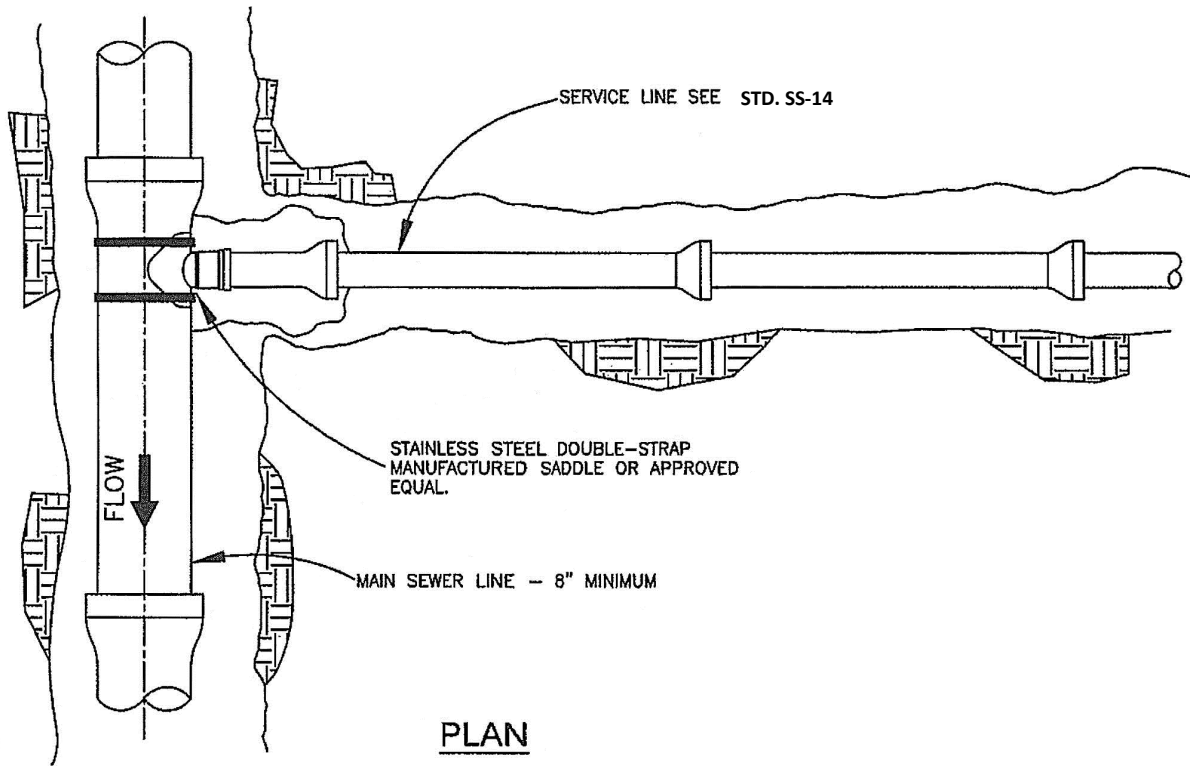 SERVICE LINE SEE STD. SS-14
STAINLESS STEEL DOUBLE-STRAP
MANUFACTURED SADDLE OR APPROVED
EQUAL.
FLOW
MAIN SEWER LINE – 8" MINIMUM
PLAN